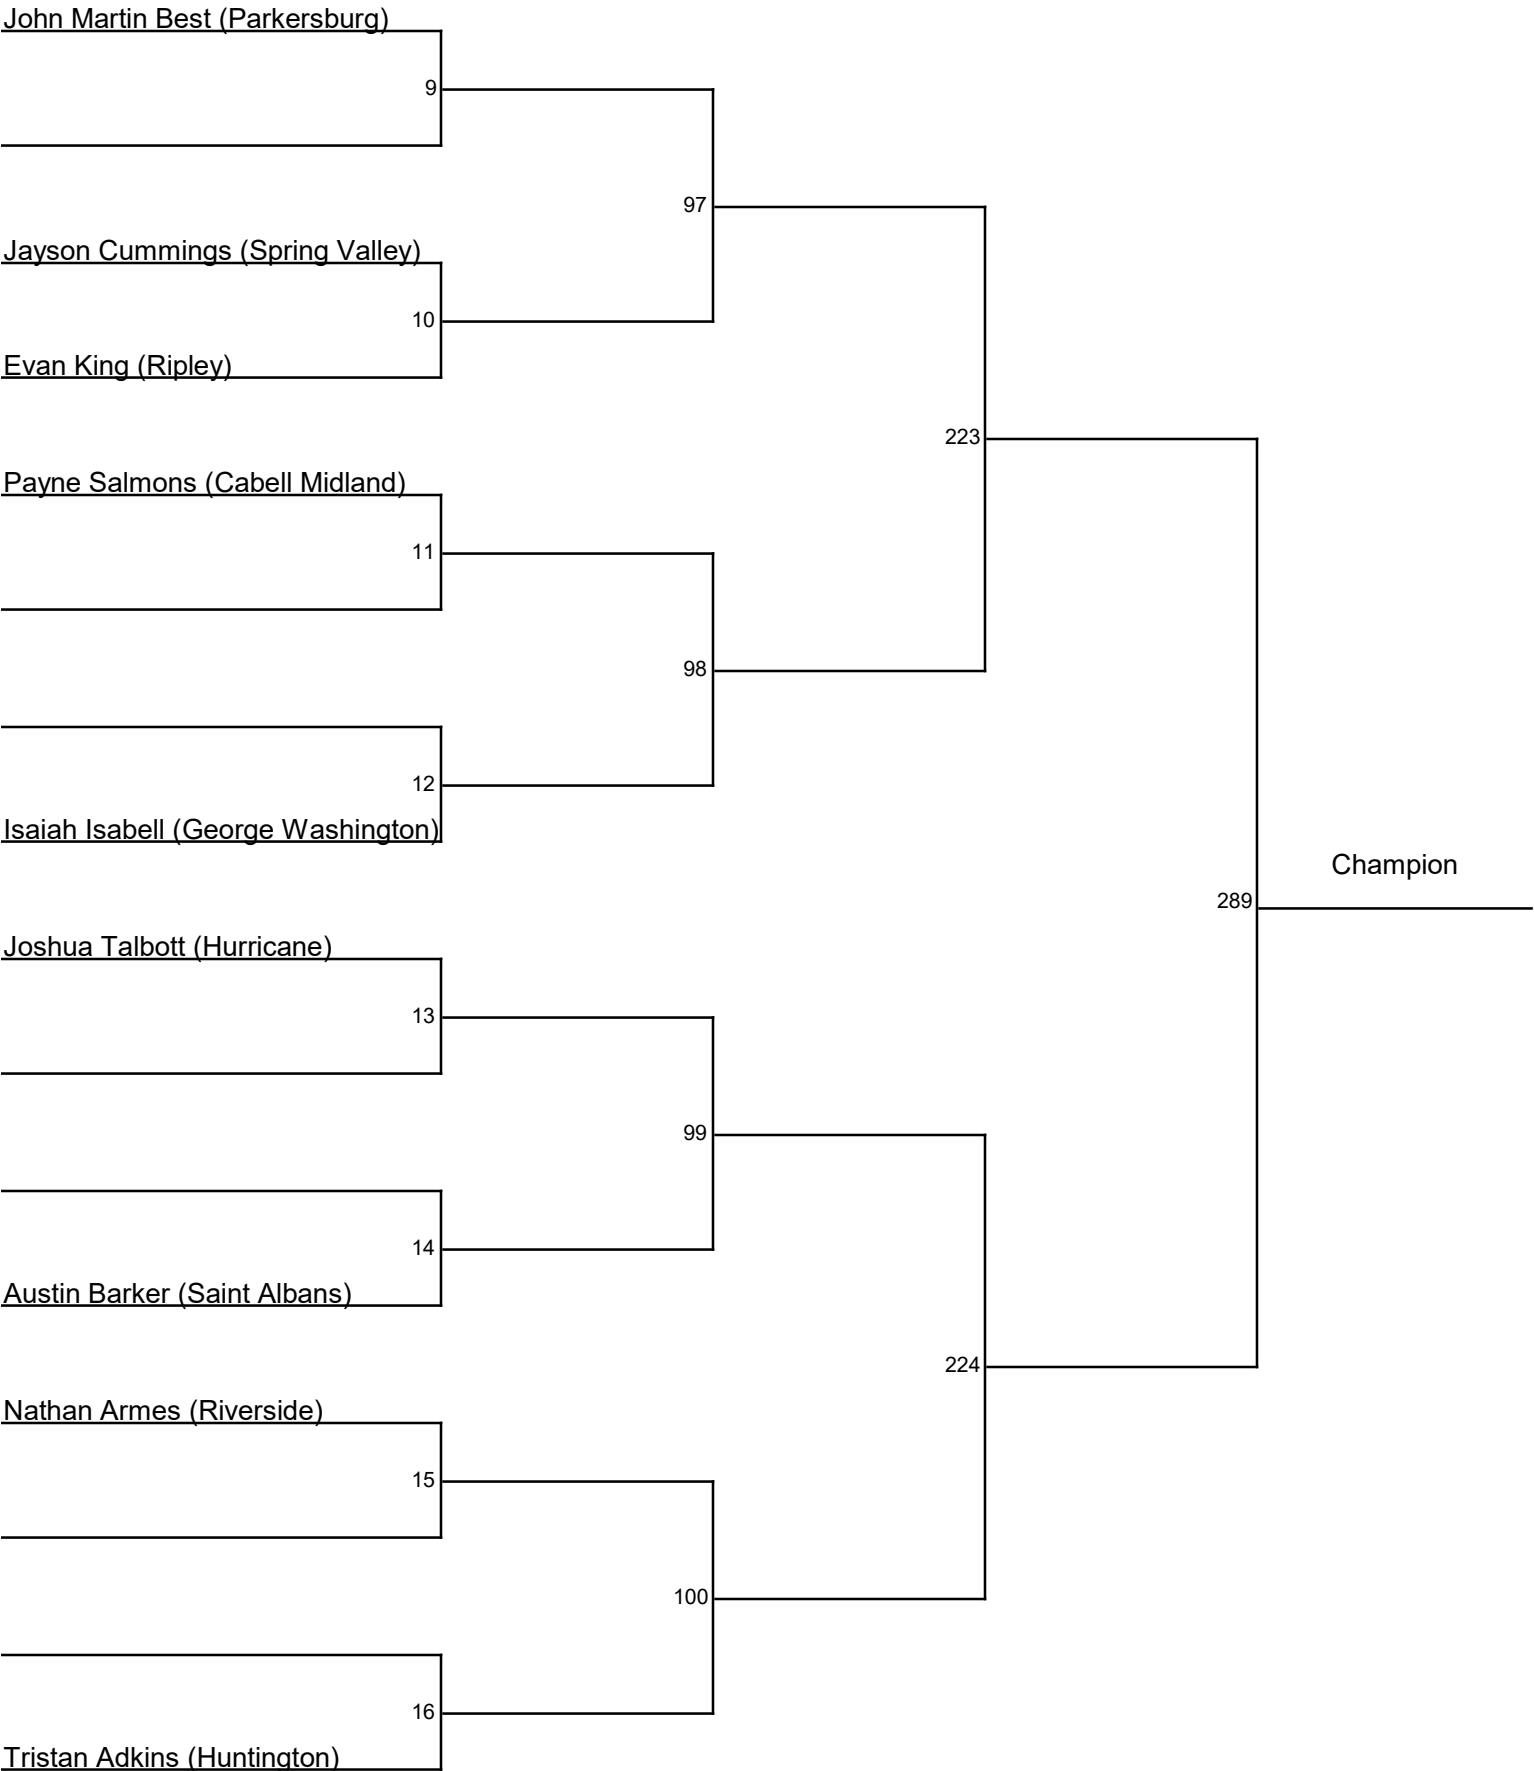 John Martin Best (Parkersburg)
9
97
Jayson Cummings (Spring Valley)
10
Evan King (Ripley)
223
Payne Salmons (Cabell Midland)
11
98
12
Isaiah Isabell (George Washington)
Champion
289
Joshua Talbott (Hurricane)
13
99
14
Austin Barker (Saint Albans)
224
Nathan Armes (Riverside)
15
100
16
Tristan Adkins (Huntington)